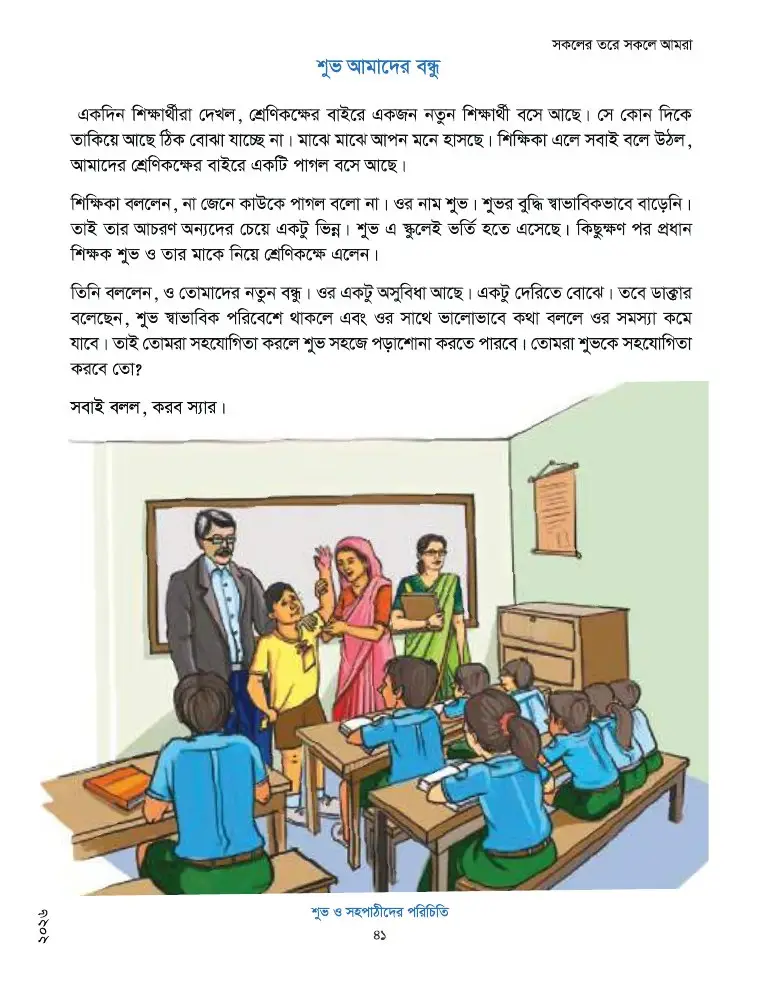 সকলের তরে সকলে আমরা
শুভ আমাদের বন্ধু
একদিন শিক্ষার্থীরা দেখল, শ্রেণিকক্ষের বাইরে একজন নতুন শিক্ষার্থী বসে আছে। সে কোন দিকে
তাকিয়ে আছে ঠিক বোঝা যাচ্ছে না। মাঝে মাঝে আপন মনে হাসছে। শিক্ষিকা এলে সবাই বলে উঠল,
আমাদের শ্রেণিকক্ষের বাইরে একটি পাগল বসে আছে।
শিক্ষিকা বললেন, না জেনে কাউকে পাগল বলো না। ওর নাম শুভ। শুভর বুদ্ধি স্বাভাবিকভাবে বাড়েনি।
তাই তার আচরণ অন্যদের চেয়ে একটু ভিন্ন। শুভ এ স্কুলেই ভর্তি হতে এসেছে। কিছুক্ষণ পর প্রধান
শিক্ষক শুভ ও তার মাকে নিয়ে শ্রেণিকক্ষে এলেন।
তিনি বললেন, ও তোমাদের নতুন বন্ধু। ওর একটু অসুবিধা আছে। একটু দেরিতে বোঝে। তবে ডাক্তার
বলেছেন, শুভ স্বাভাবিক পরিবেশে থাকলে এবং ওর সাথে ভালোভাবে কথা বললে ওর সমস্যা কমে
যাবে। তাই তোমরা সহযোগিতা করলে শুভ সহজে পড়াশোনা করতে পারবে। তোমরা শুভকে সহযোগিতা
করবে তো?
সবাই বলল, করব স্যার।
শুভ ও সহপাঠীদের পরিচিতি
৪১
২০২৬